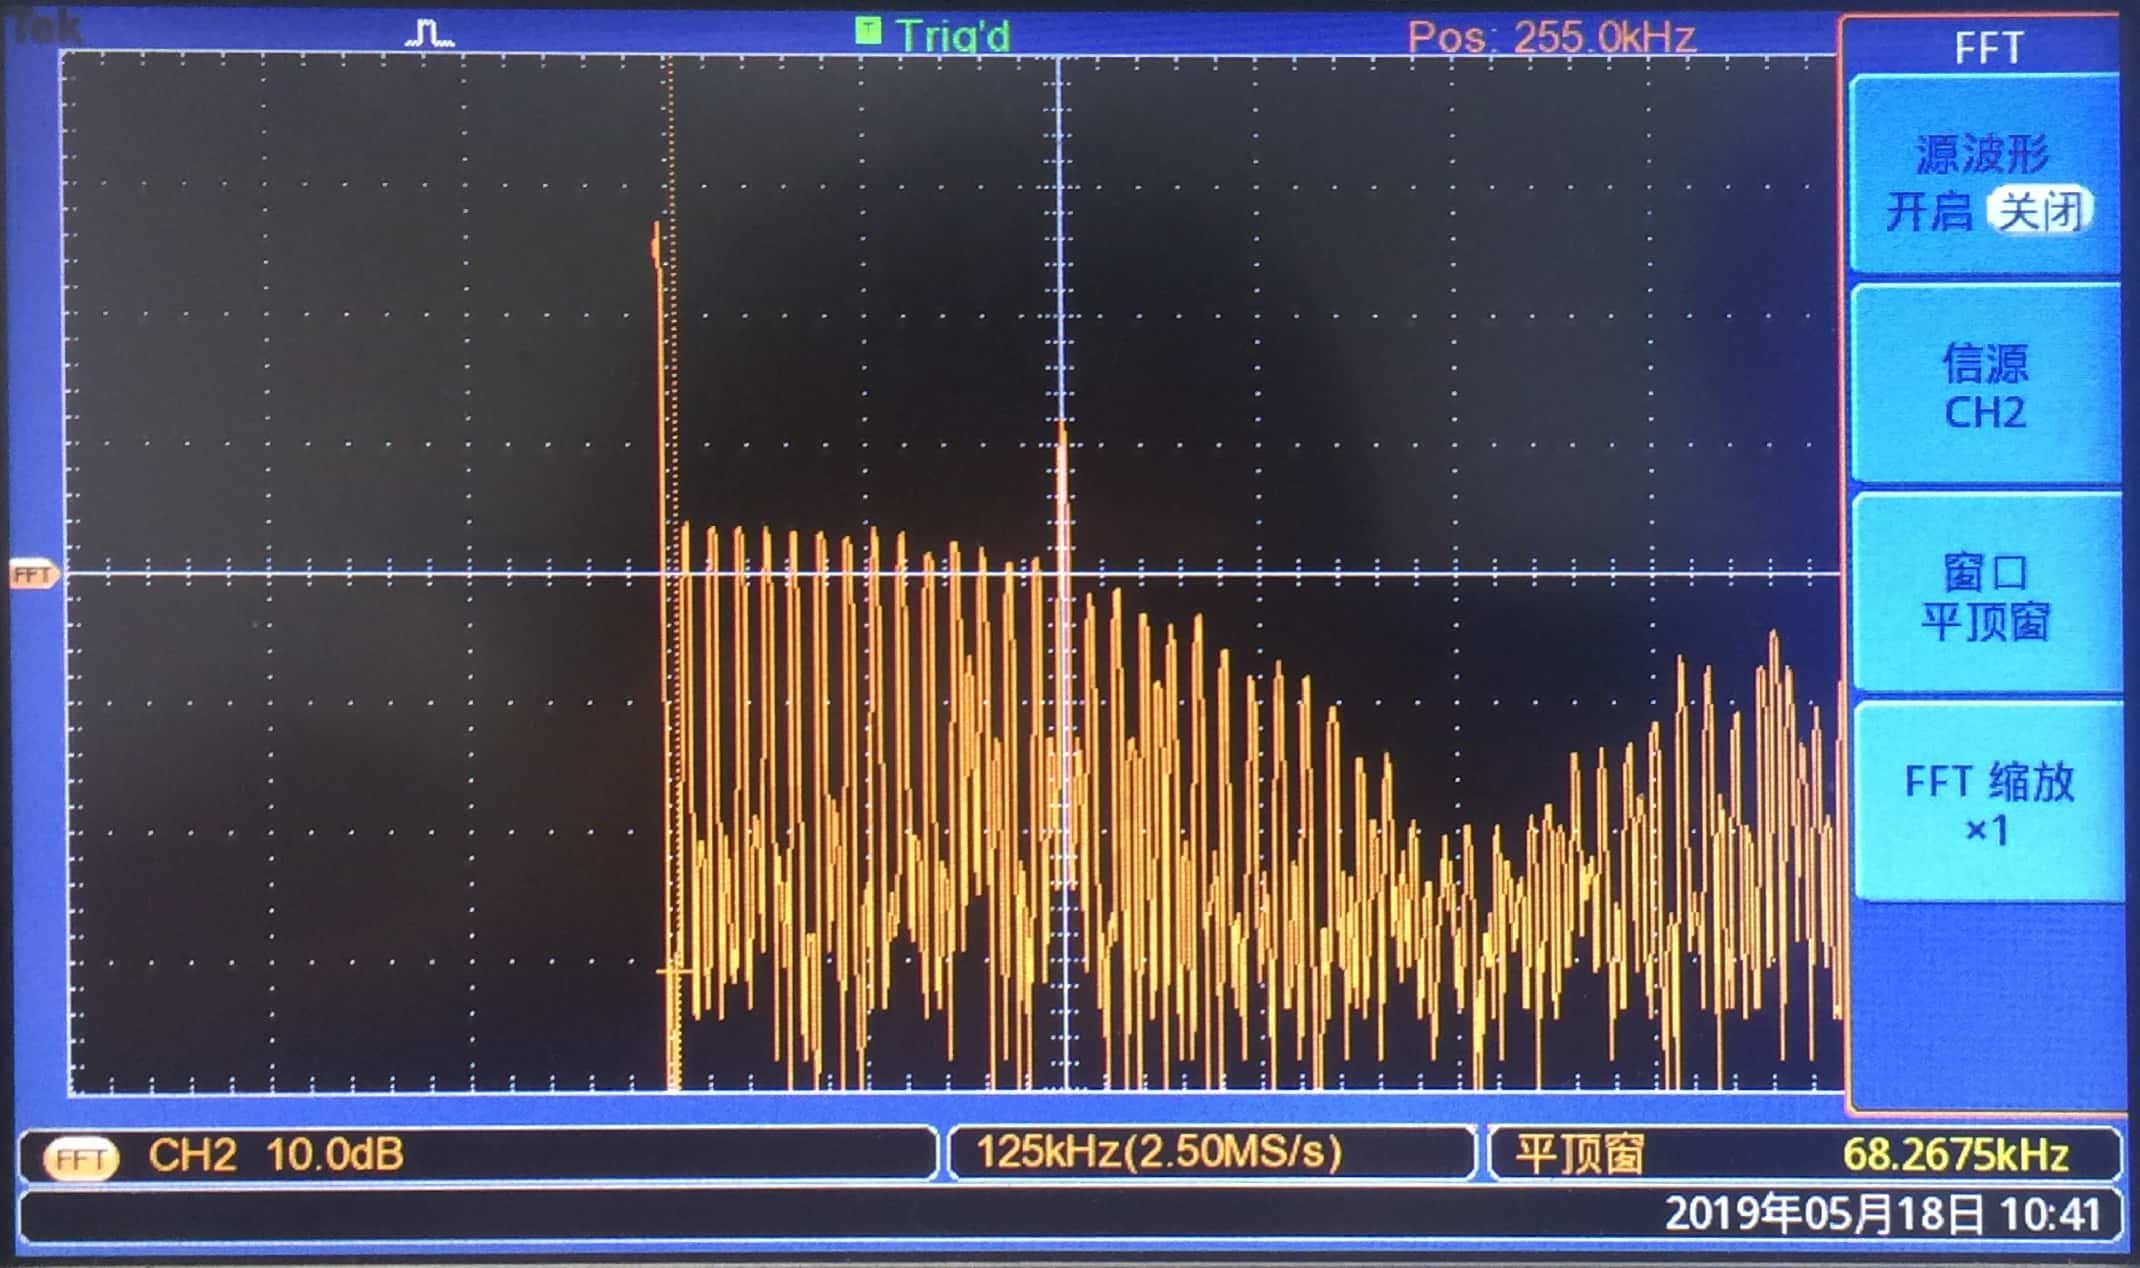 Tek
T Trig'd
Pos: 255.0kHz
FFT
源波形
开启 关闭
信源
CH2
窗口
平顶窗
FFT 缩放
×1
FFT
FFT CH2 10.0dB
125kHz(2.50MS/s)
平顶窗 68.2675kHz
2019年05月18日 10:41